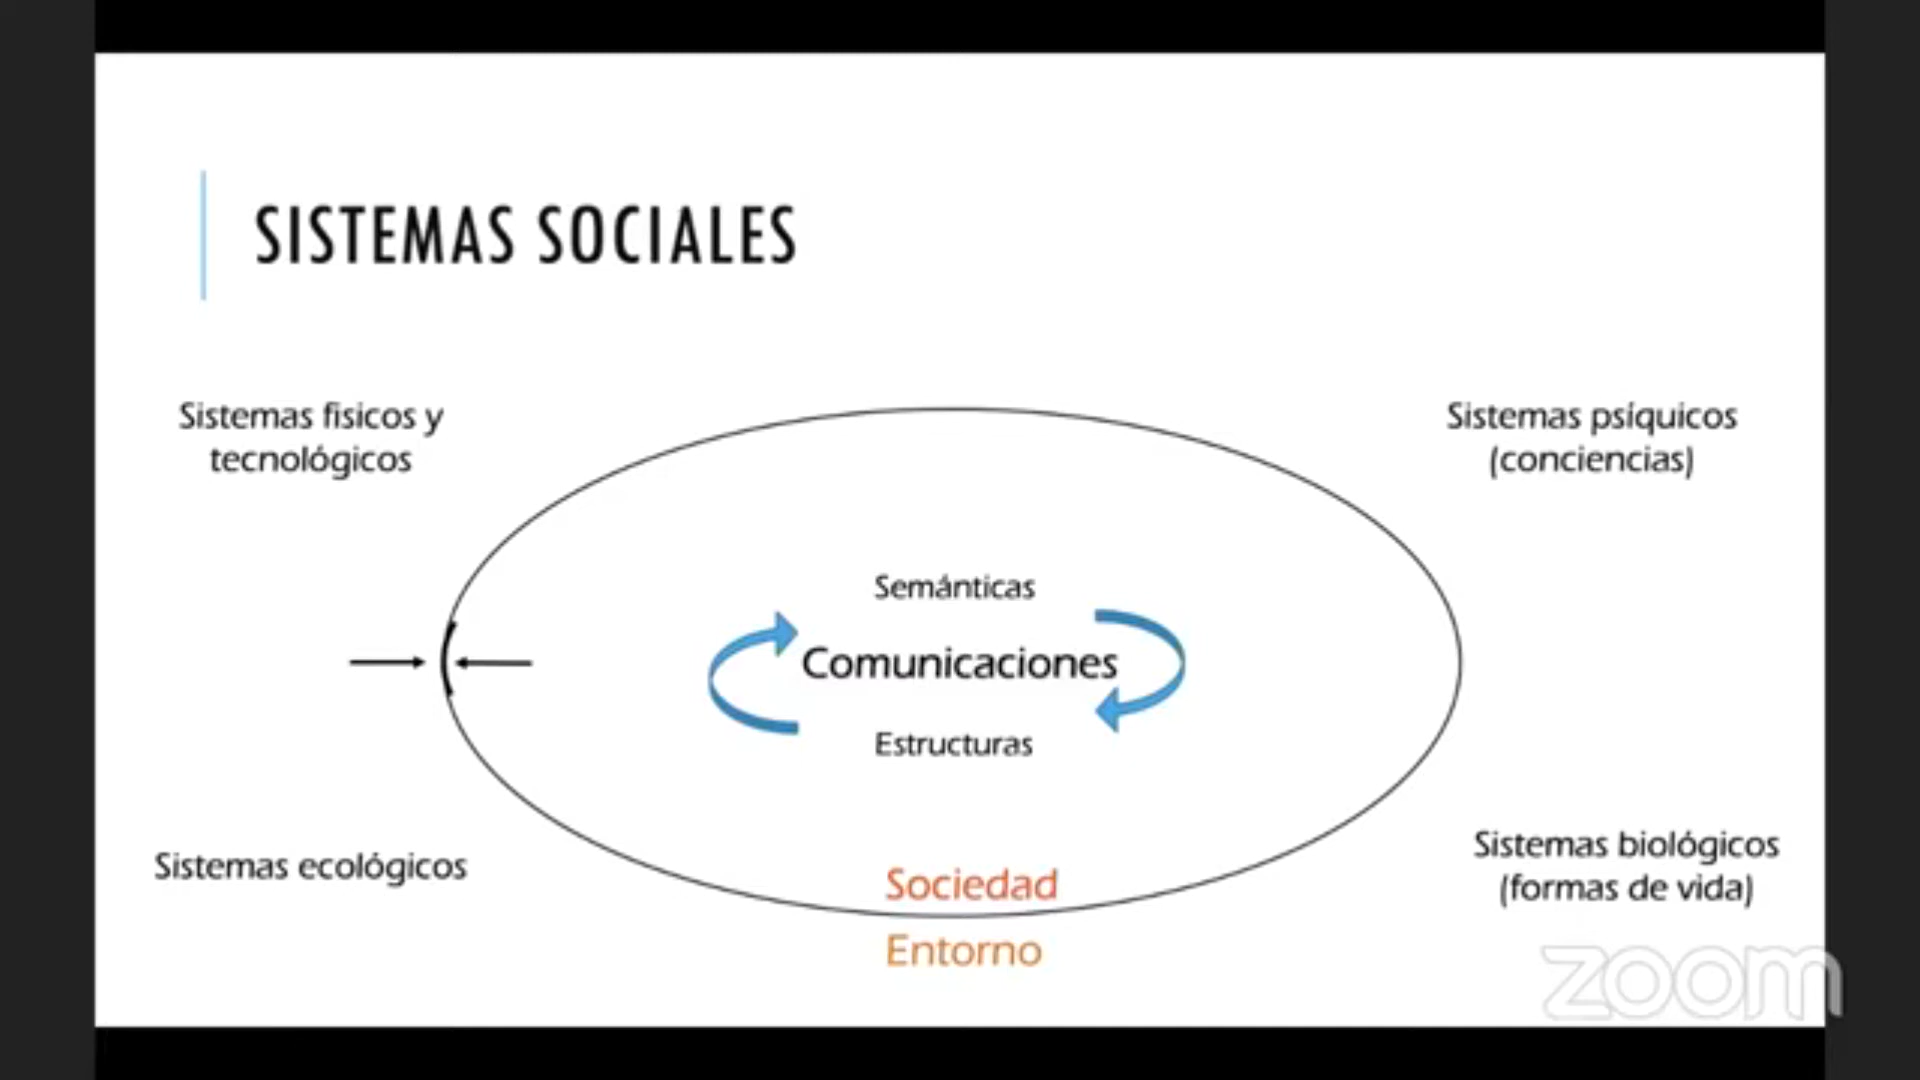 SISTEMAS SOCIALES
Sistemas fisicos y
tecnológicos
Sistemas psíquicos
(conciencias)
Semánticas
Comunicaciones
Estructuras
Sistemas ecológicos
Sistemas biológicos
(formas de vida)
Sociedad
Entorno
zoom